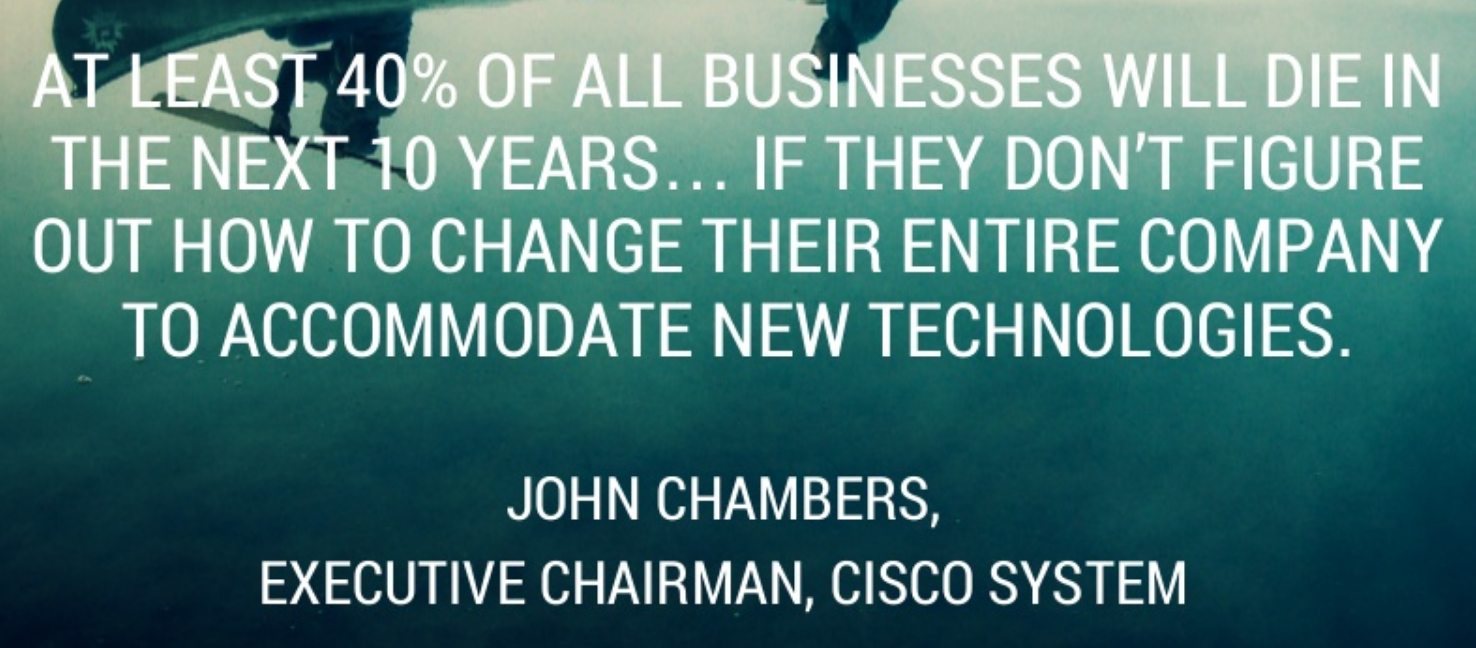 AT LEAST 40% OF ALL BUSINESSES WILL DIE IN
THE NEXT 10 YEARS... IF THEY DON'T FIGURE
OUT HOW TO CHANGE THEIR ENTIRE COMPANY
TO ACCOMMODATE NEW TECHNOLOGIES.
JOHN CHAMBERS,
EXECUTIVE CHAIRMAN, CISCO SYSTEM